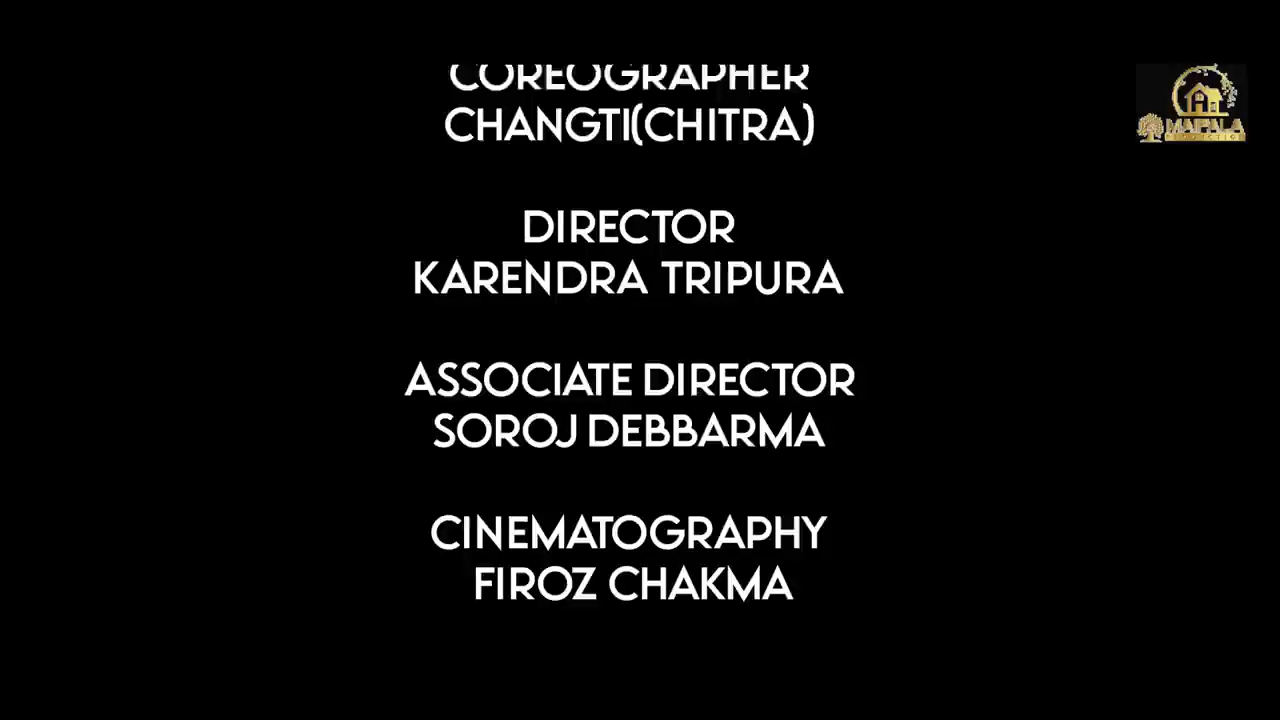 COREOGRAPHER
CHANGTI(CHITRA)
DIRECTOR
KARENDRA TRIPURA
ASSOCIATE DIRECTOR
SOROJ DEBBARMA
CINEMATOGRAPHY
FIROZ CHAKMA